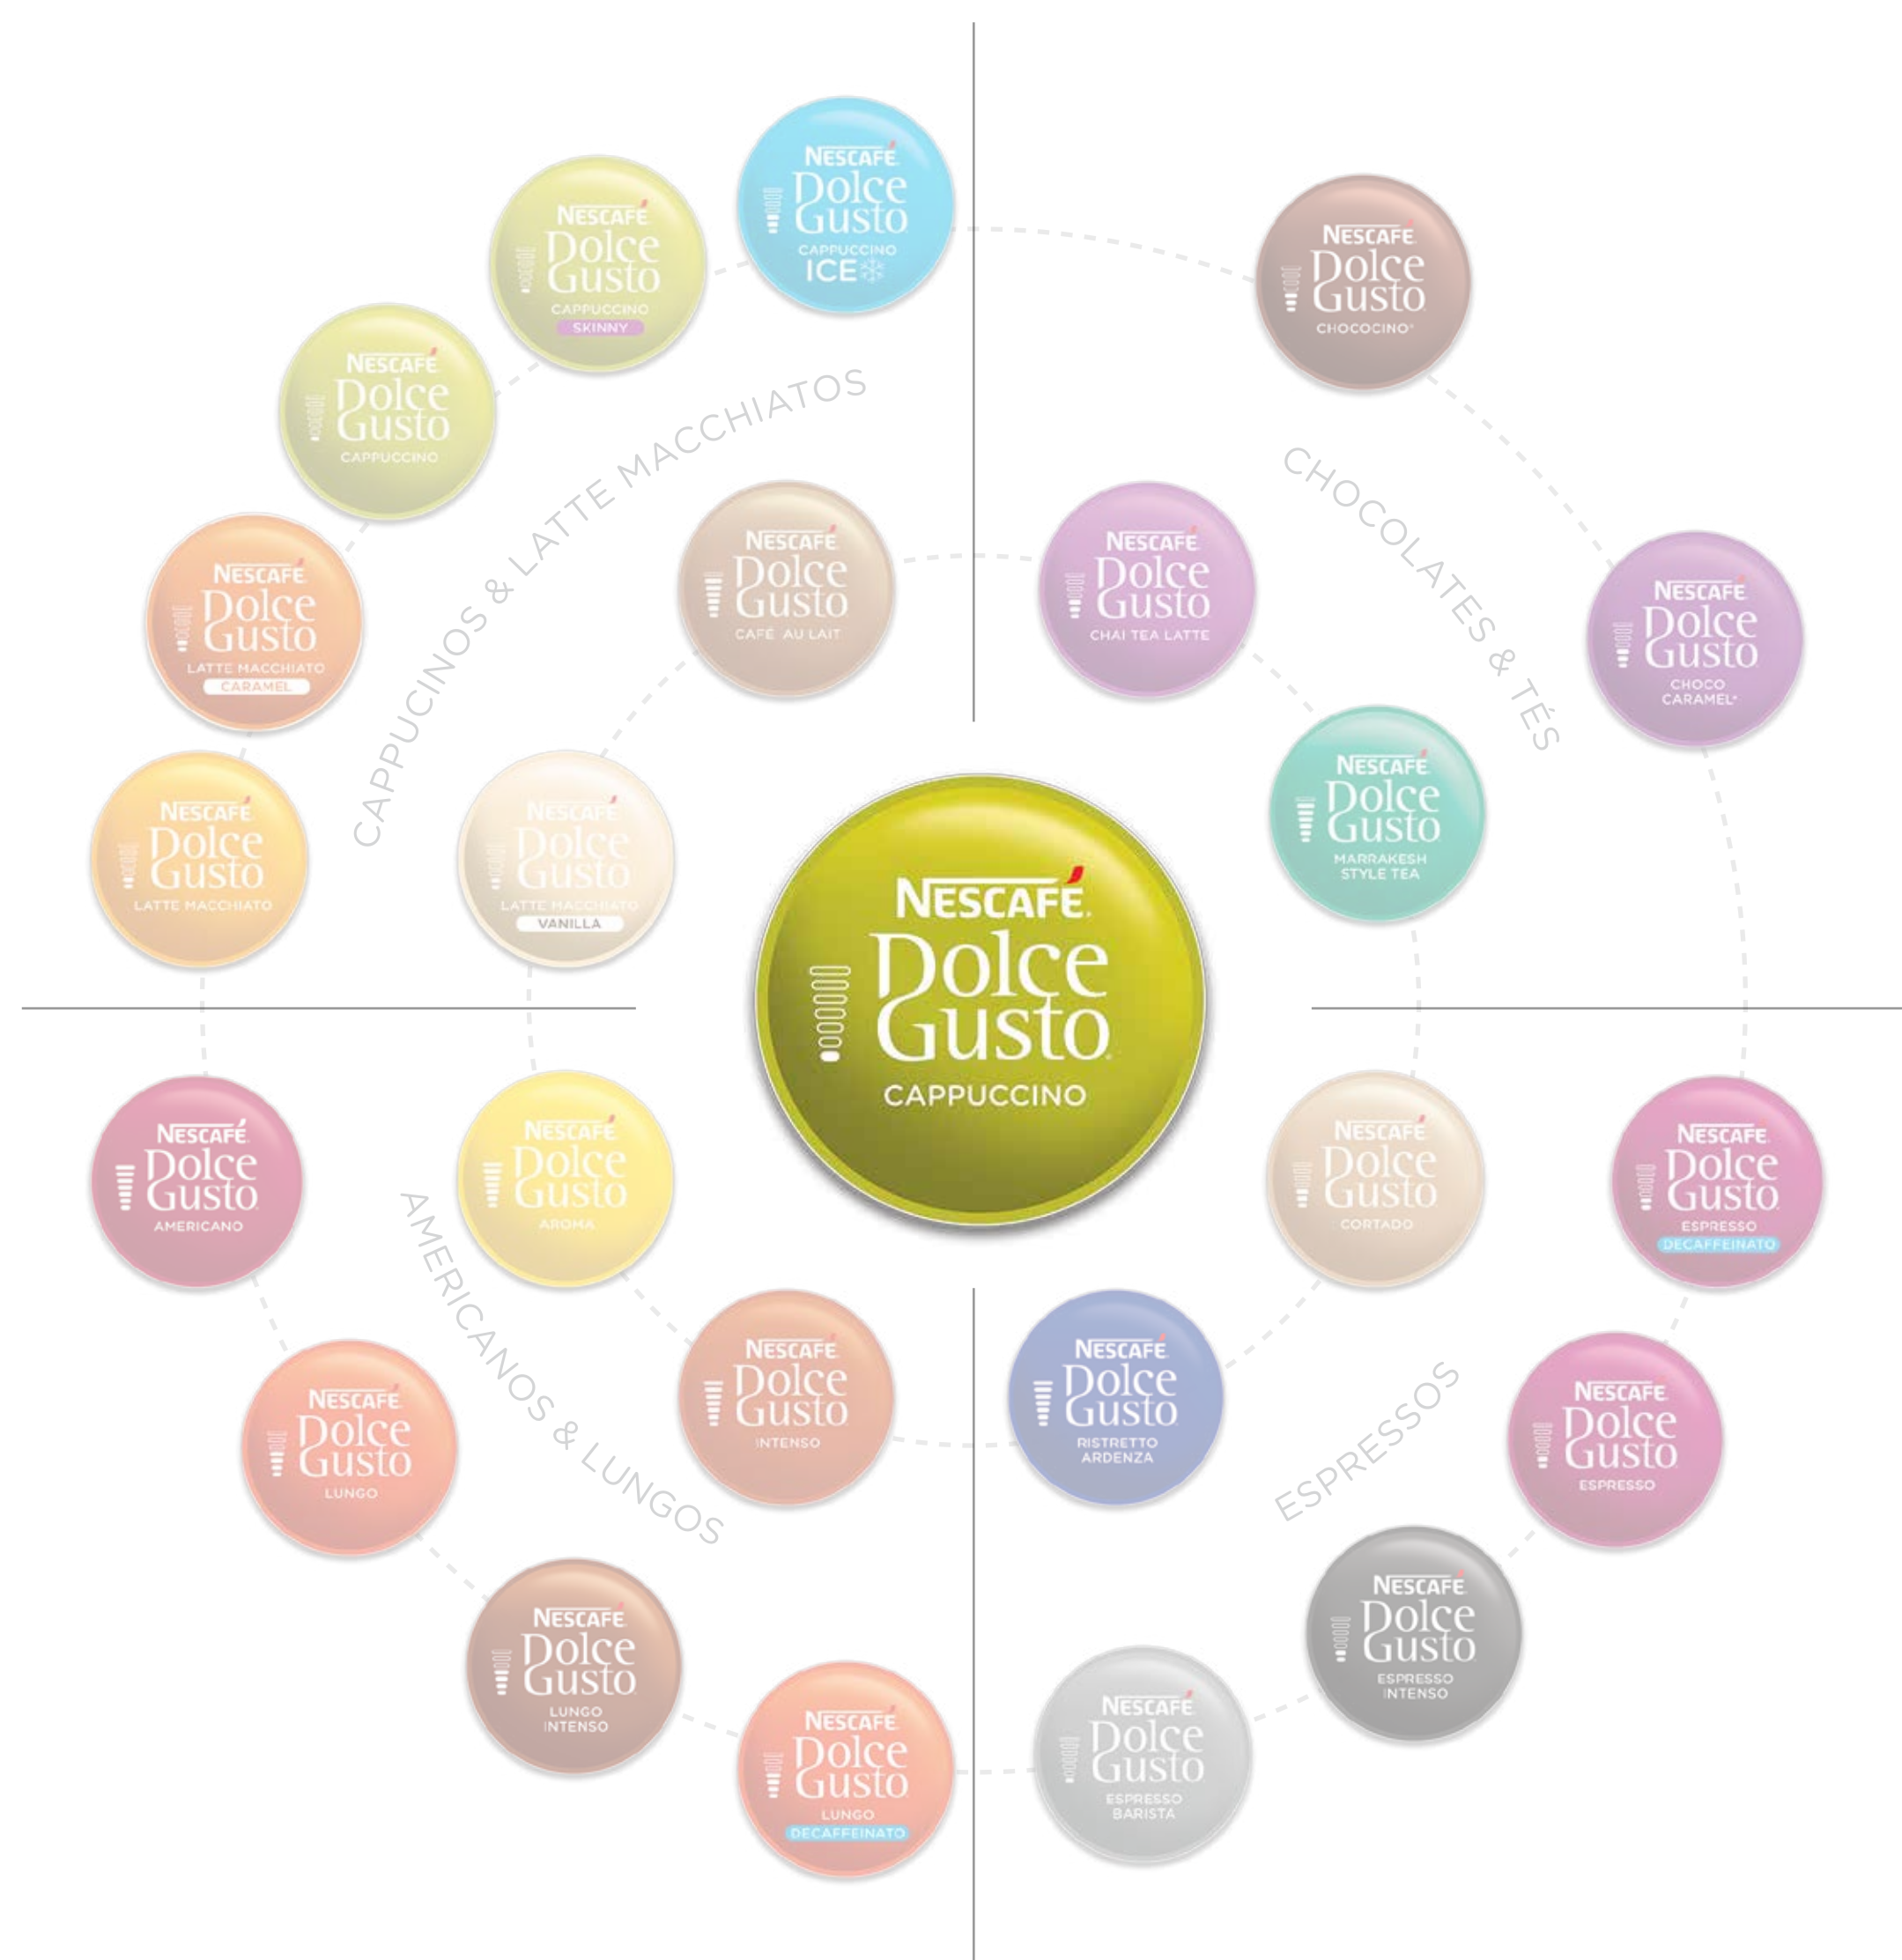 NESCAFÉ
Dolce
Gusto
CAPPUCCINO
ICE
NESCAFÉ
Dolce
Gusto
CAPPUCCINO
SKINNY
NESCAFÉ
Dolce
Gusto
CAPPUCCINO
NESCAFÉ
Dolce
Gusto
LATTE MACCHIATO
CARAMEL
NESCAFÉ
Dolce
Gusto
LATTE MACCHIATO
CAPPUCINOS & LATTE MACCHIATOS
NESCAFÉ
Dolce
Gusto
CAFÉ AU LAIT
NESCAFÉ
Dolce
Gusto
LATTE MACCHIATO
VANILLA
NESCAFÉ
Dolce
Gusto
CHOCOCINO*
NESCAFÉ
Dolce
Gusto
CHOCO
CARAMEL*
CHOCOLATES & TÉS
NESCAFÉ
Dolce
Gusto
CHAI TEA LATTE
NESCAFÉ
Dolce
Gusto
MARRAKESH
STYLE TEA
NESCAFÉ.
Dolce
Gusto
CAPPUCCINO
NESCAFÉ
Dolce
Gusto
AMERICANO
NESCAFÉ
Dolce
Gusto
AROMA
AMERICANOS & LUNGOS
NESCAFÉ
Dolce
Gusto
INTENSO
NESCAFÉ
Dolce
Gusto
LUNGO
NESCAFÉ
Dolce
Gusto
LUNGO
INTENSO
NESCAFÉ
Dolce
Gusto
LUNGO
DECAFFEINATO
NESCAFÉ
Dolce
Gusto
CORTADO
NESCAFÉ
Dolce
Gusto
ESPRESSO
DECAFFEINATO
NESCAFÉ
Dolce
Gusto
RISTRETTO
ARDENZA
ESPRESSOS
NESCAFÉ
Dolce
Gusto
ESPRESSO
NESCAFÉ
Dolce
Gusto
ESPRESSO
INTENSO
NESCAFÉ
Dolce
Gusto
ESPRESSO
BARISTA